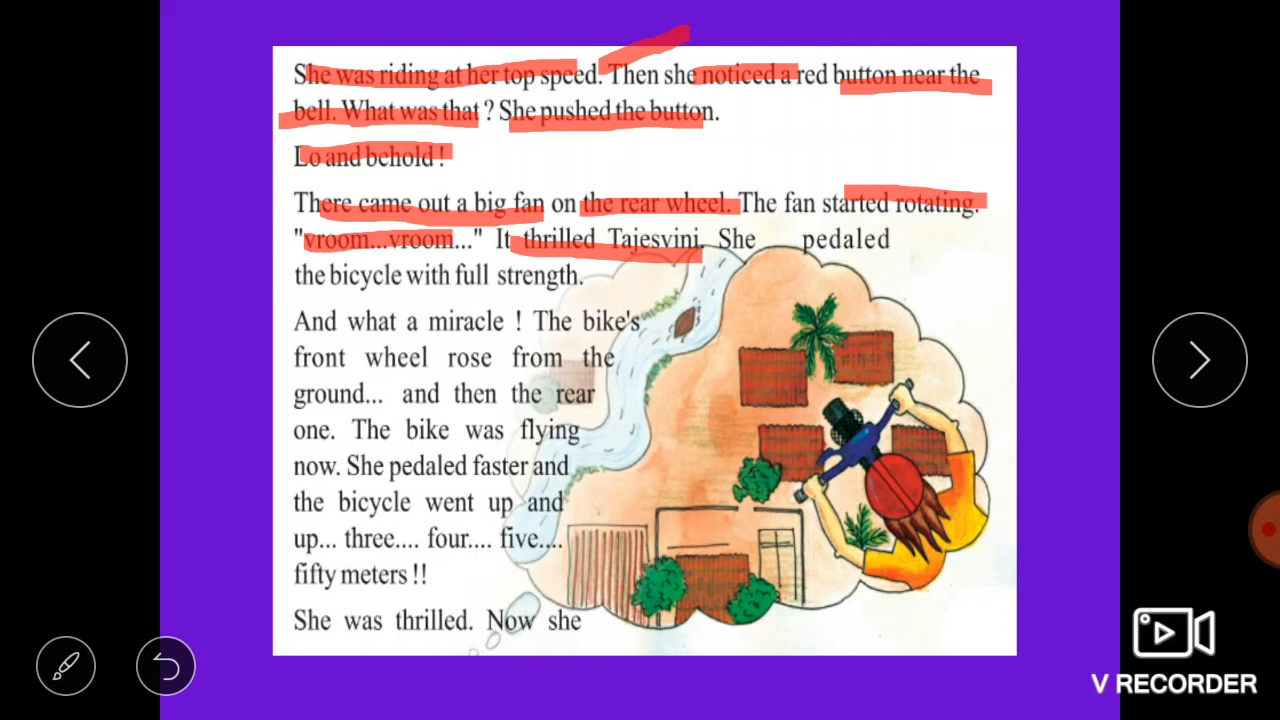 She was riding at her top speed. Then she noticed a red button near the
bell. What was that ? She pushed the button.
Lo and behold !
There came out a big fan on the rear wheel. The fan started rotating.
"vroom...vroom..." It thrilled Tajesvini. She pedaled
the bicycle with full strength.
And what a miracle ! The bike's
front wheel rose from the
ground... and then the rear
one. The bike was flying
now. She pedaled faster and
the bicycle went up and
up... three.... four.... five....
fifty meters !!
She was thrilled. Now she
V RECORDER